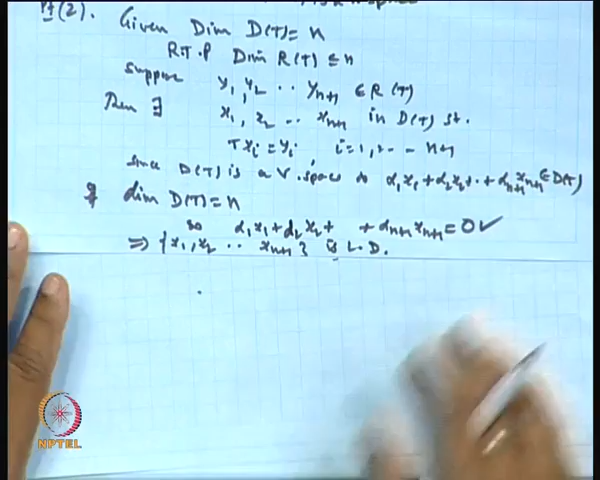 Pf (2). Given Dim D(T) = n
R.T.P Dim R(T) ≤ n
suppose y1, y2 .. yn+1 ∈ R(T)
Then ∃ x1, x2 .. xn+1 in D(T) st.
Txi = yi, i=1, -- - n+1
since D(T) is a V. space so α1x1+α2x2+..+αn+1xn+1 ∈ D(T)
dim D(T) = n
so α1x1+α2x2+ +αn+1xn+1 = 0 ✓
⇒ {x1, x2 .. xn+1} is L.D.
NPTEL